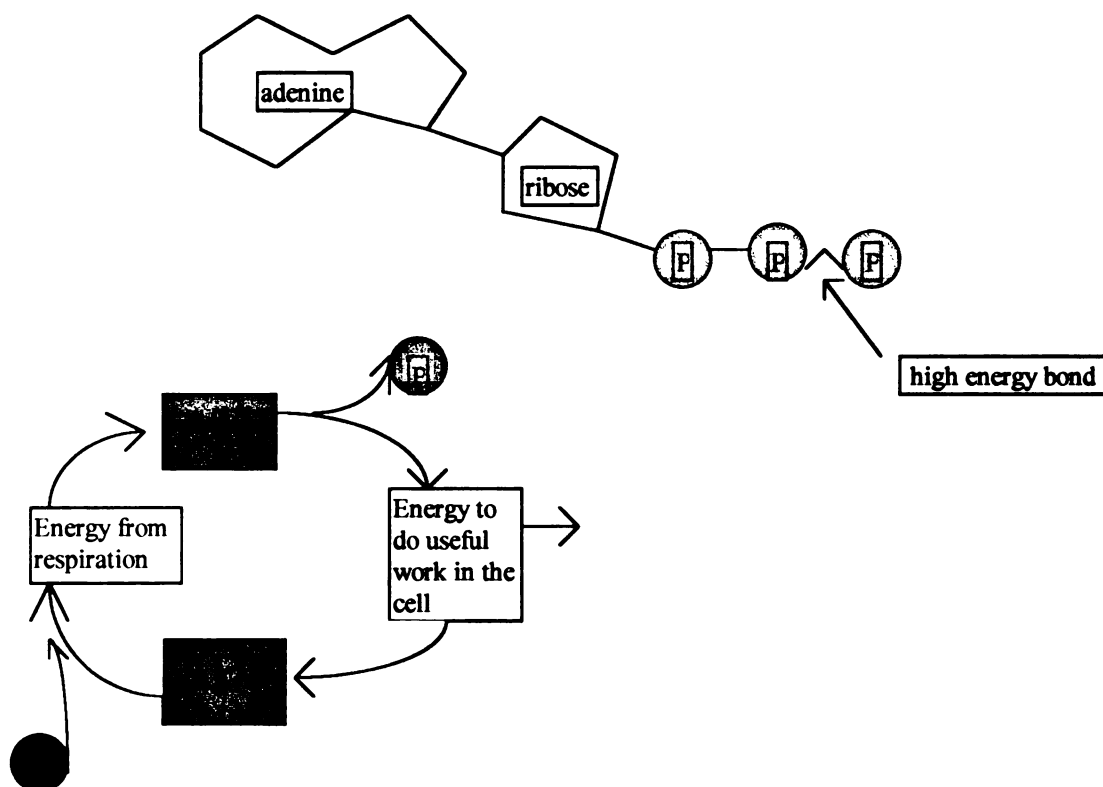 adenine
ribose
P
P
P
high energy bond
P
Energy from
respiration
Energy to
do useful
work in the
cell